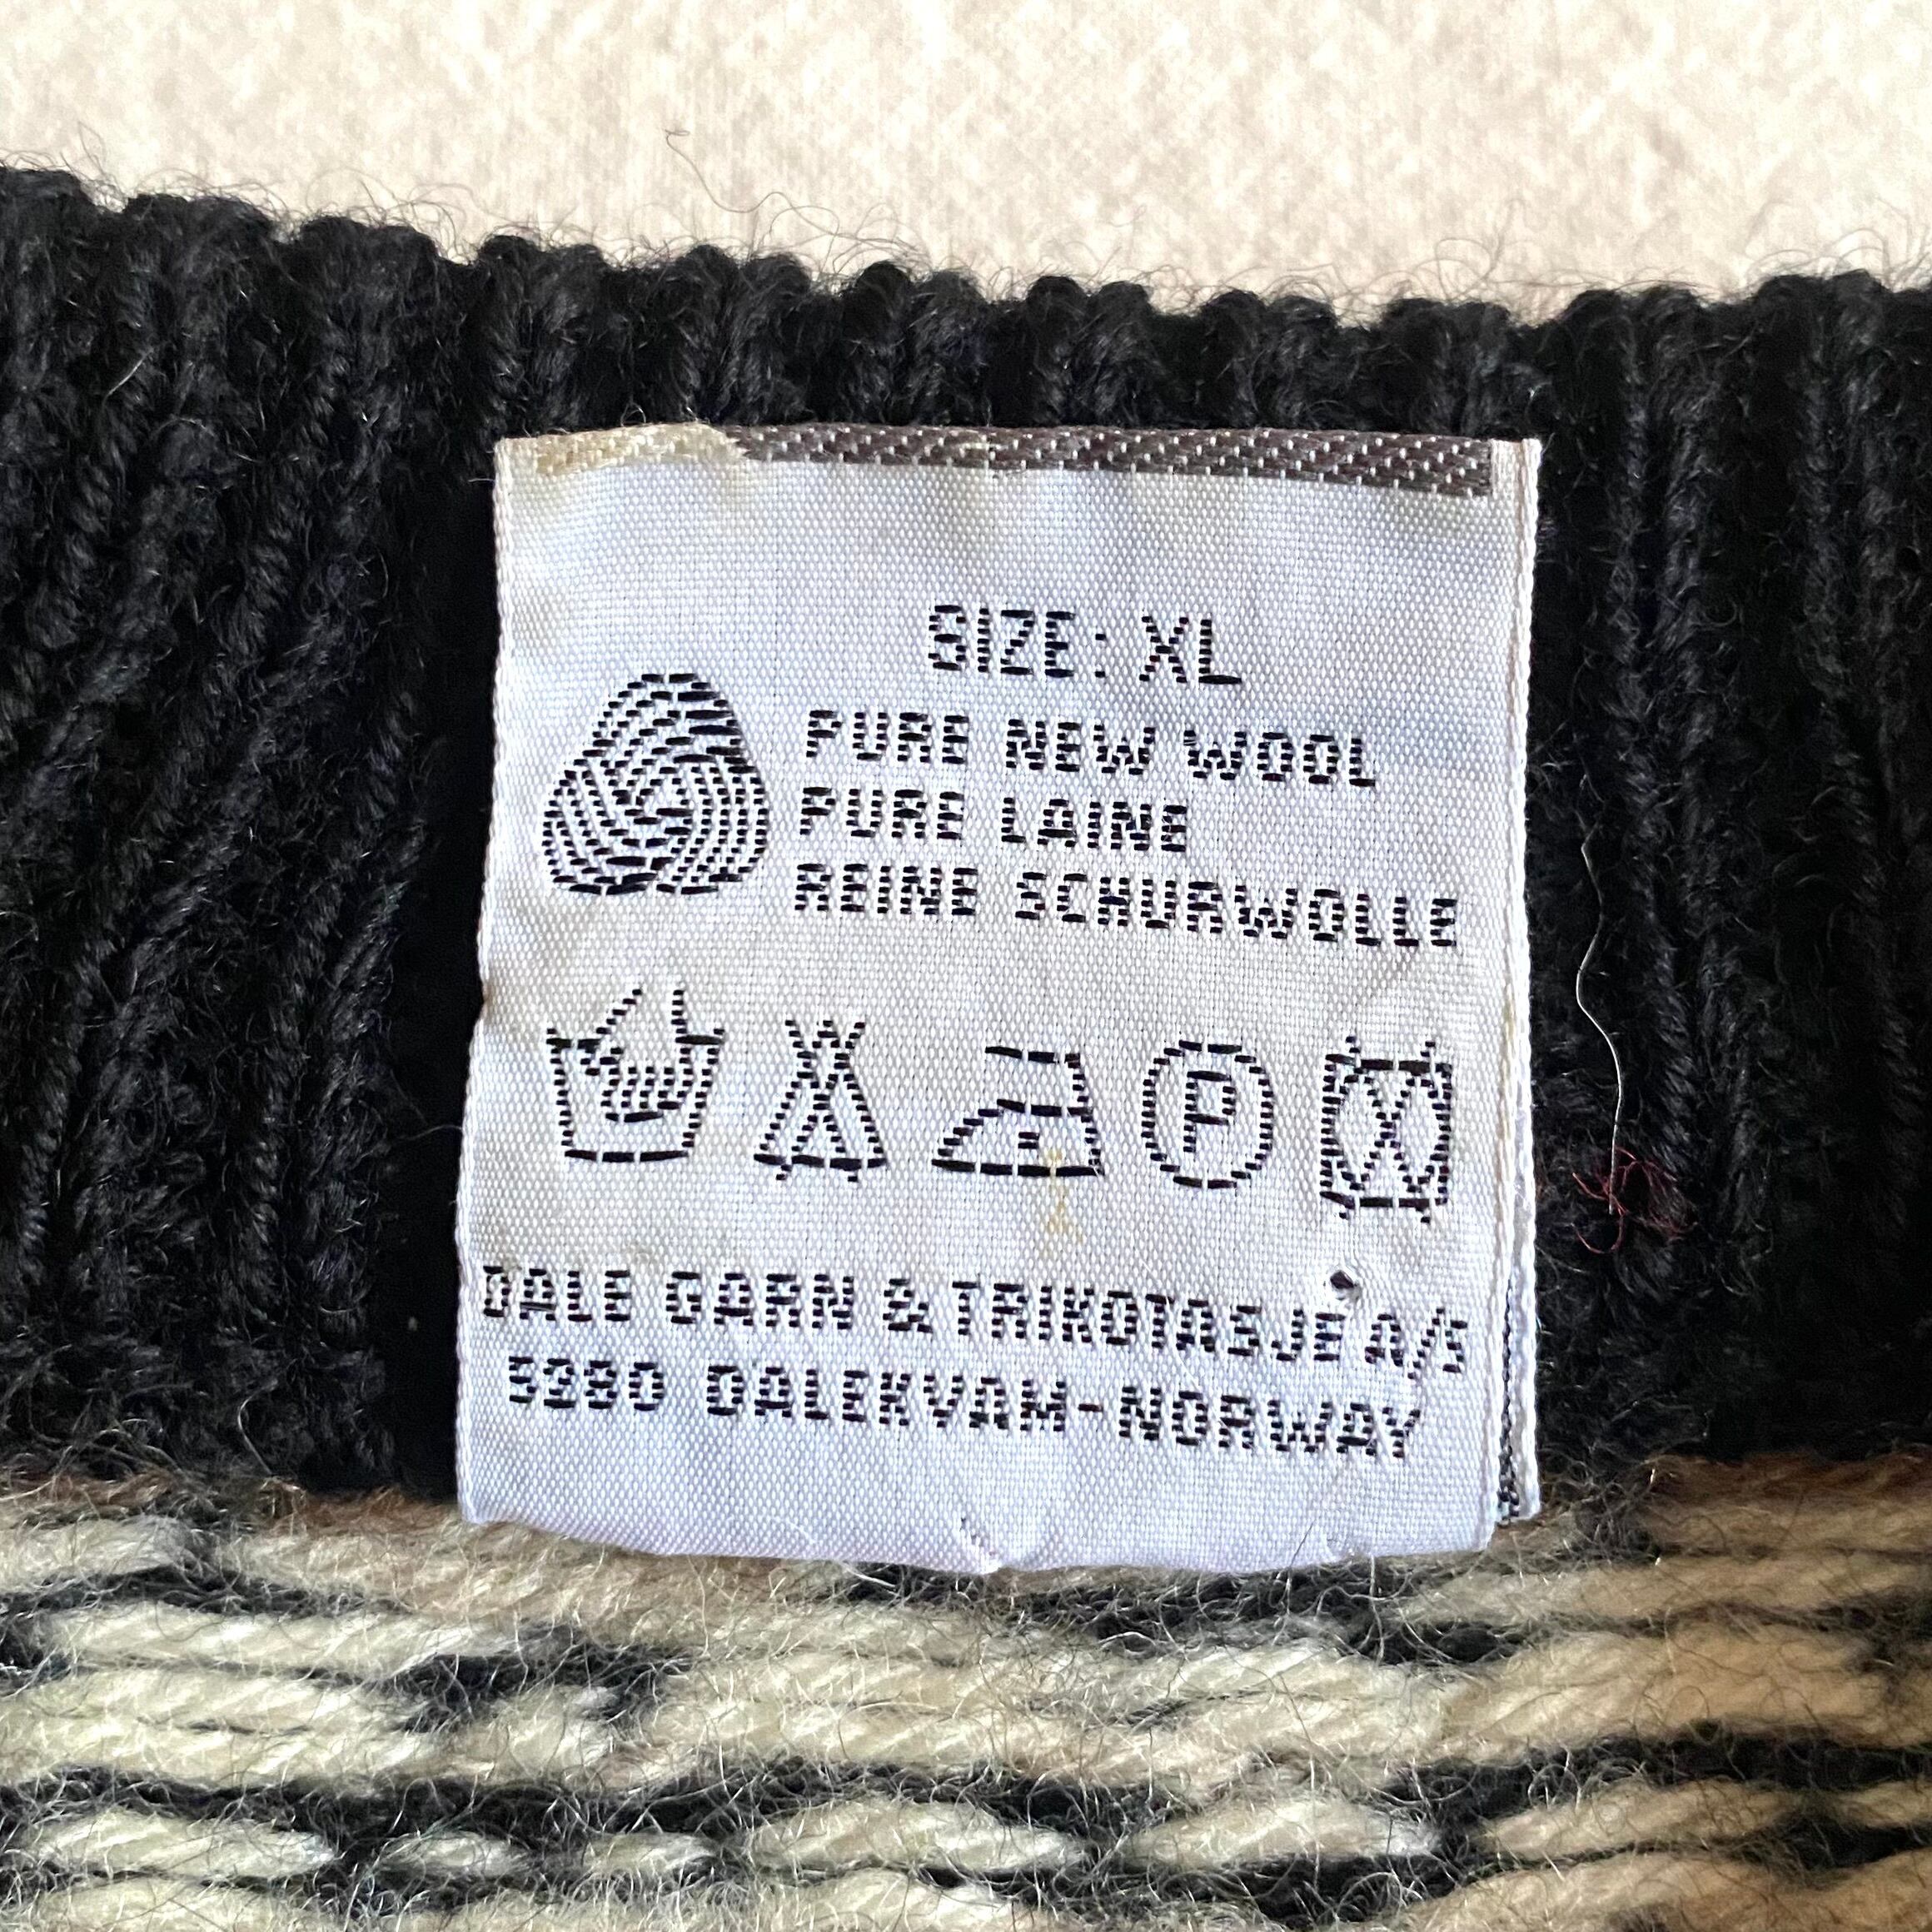 SIZE: XL
PURE NEW WOOL
PURE LAINE
REINE SCHURWOLLE
P
DALE GARN & TRIKOTASJE A/S
5280 DALEKVAM-NORWAY